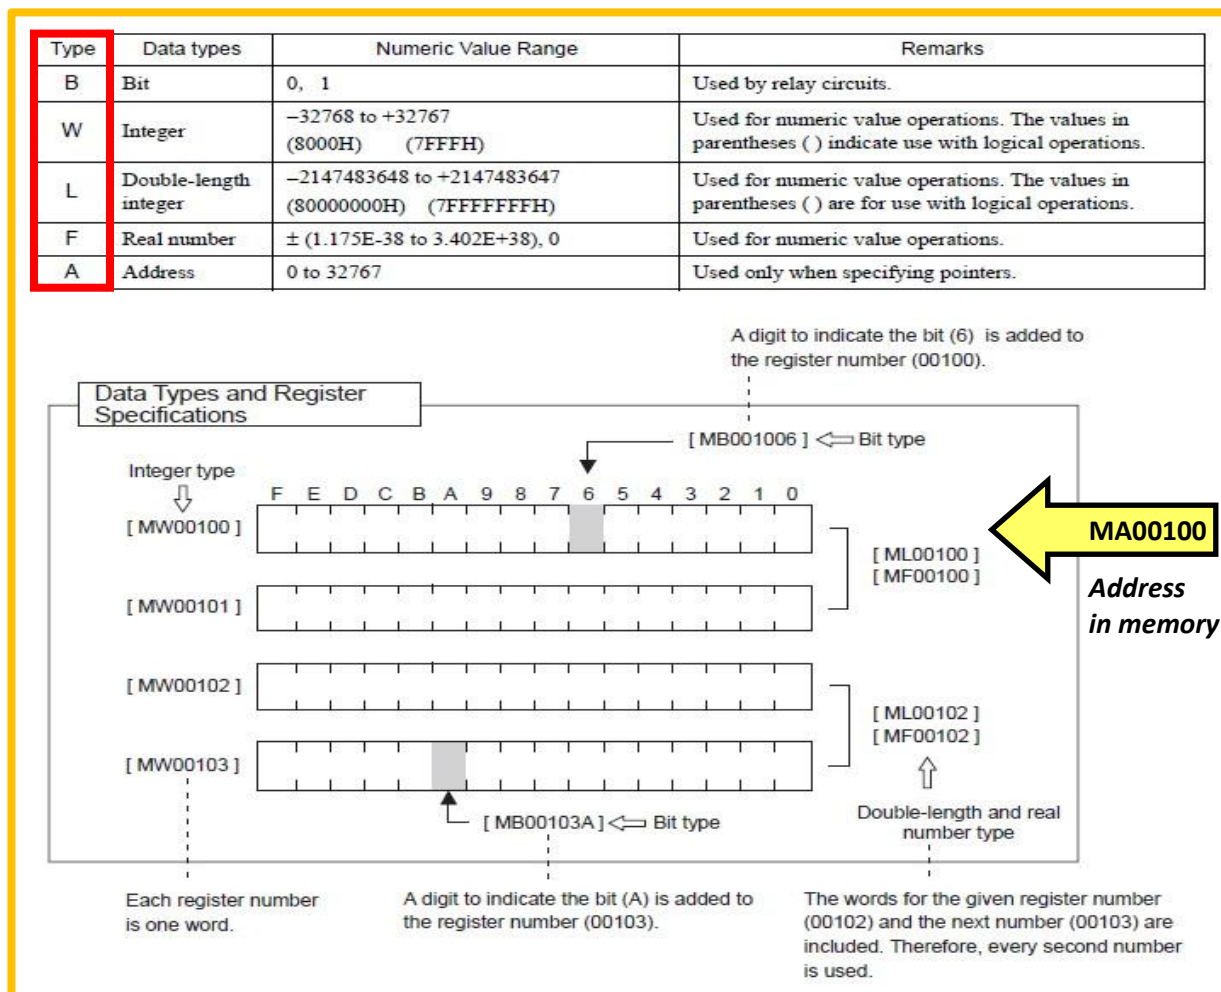 Type Data types Numeric Value Range Remarks
B Bit 0, 1 Used by relay circuits.
W Integer −32768 to +32767 Used for numeric value operations. The values in
(8000H) (7FFFH) parentheses ( ) indicate use with logical operations.
L Double-length −2147483648 to +2147483647 Used for numeric value operations. The values in
integer (80000000H) (7FFFFFFFH) parentheses ( ) are for use with logical operations.
F Real number ± (1.175E-38 to 3.402E+38), 0 Used for numeric value operations.
A Address 0 to 32767 Used only when specifying pointers.
A digit to indicate the bit (6) is added to
the register number (00100).
Data Types and Register
Specifications
[ MB001006 ] Bit type
Integer type
F E D C B A 9 8 7 6 5 4 3 2 1 0
[ MW00100 ]
MA00100
[ ML00100 ]
[ MF00100 ]
Address
in memory
[ MW00101 ]
[ MW00102 ]
[ ML00102 ]
[ MF00102 ]
[ MW00103 ]
Double-length and real
number type
[ MB00103A ] Bit type
Each register number
is one word.
A digit to indicate the bit (A) is added to
the register number (00103).
The words for the given register number
(00102) and the next number (00103) are
included. Therefore, every second number
is used.